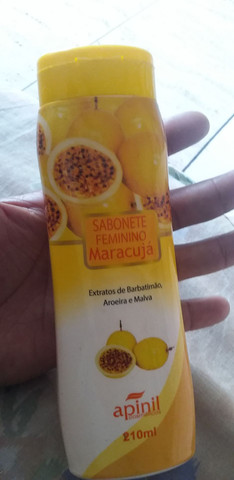 SABONETE
FEMININO
Maracujá
Extratos de Barbatimão,
Aroeira e Malva
apinil
210ml